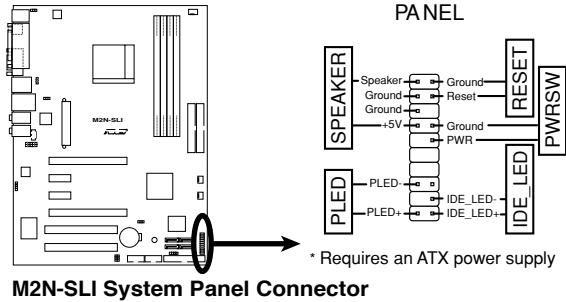 PANEL
M2N-SLI
ASUS
SPEAKER
Speaker
Ground
Ground
+5V
Ground
Reset
Ground
PWR
RESET
PWRSW
PLED
PLED-
PLED+
IDE_LED-
IDE_LED+
IDE_LED
* Requires an ATX power supply
M2N-SLI System Panel Connector